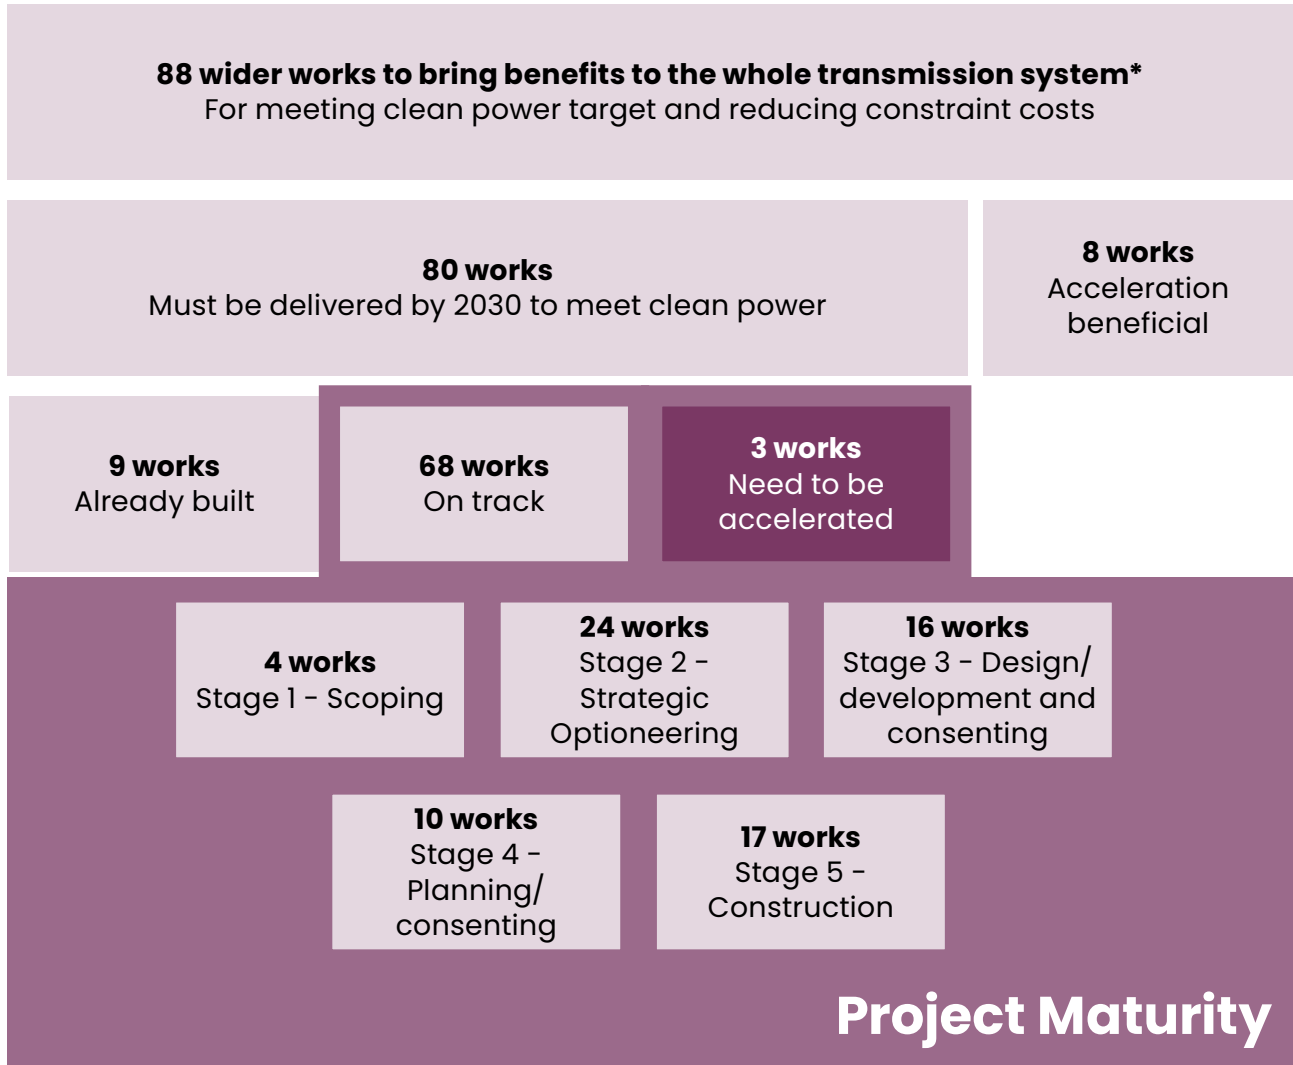 88 wider works to bring benefits to the whole transmission system*
For meeting clean power target and reducing constraint costs
80 works
Must be delivered by 2030 to meet clean power
8 works
Acceleration
beneficial
9 works
Already built
68 works
On track
3 works
Need to be
accelerated
4 works
Stage 1 - Scoping
24 works
Stage 2 -
Strategic
Optioneering
16 works
Stage 3 - Design/
development and
consenting
10 works
Stage 4 -
Planning/
consenting
17 works
Stage 5 -
Construction
Project Maturity